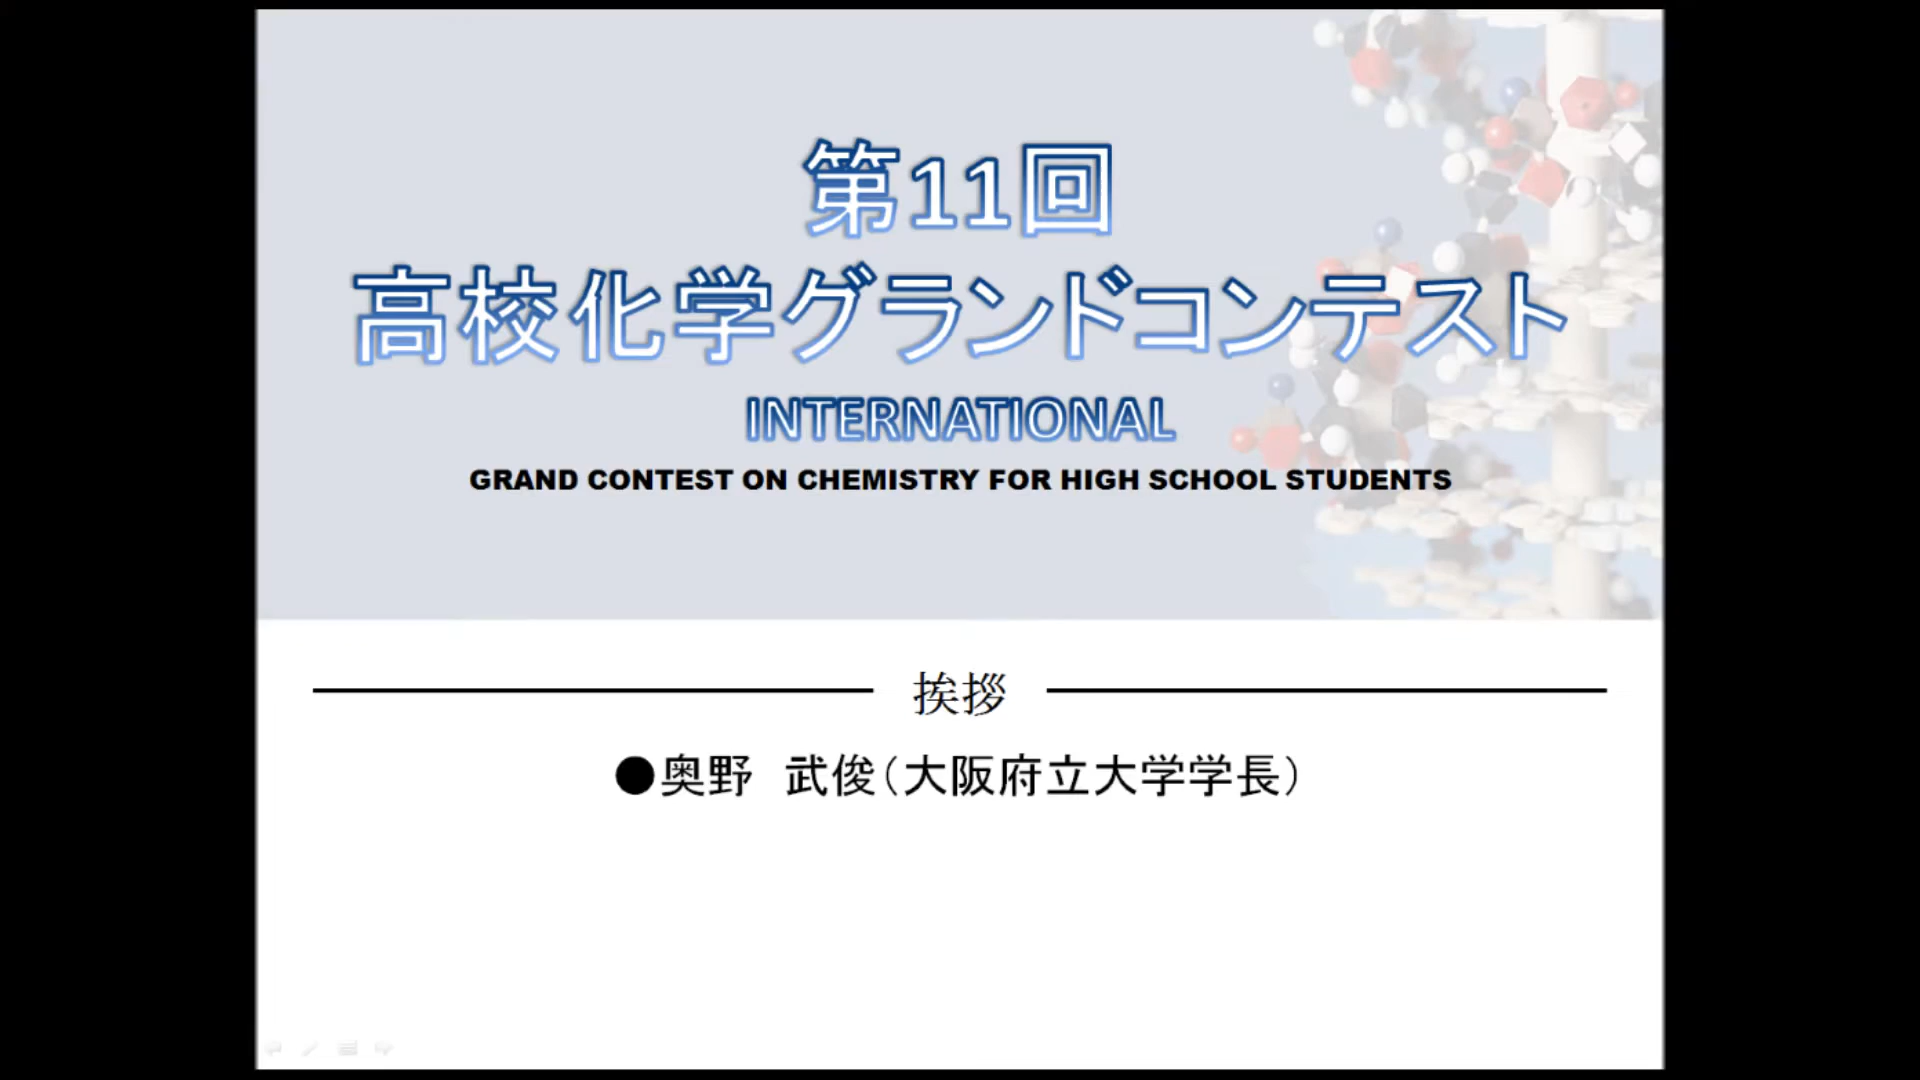 第11回
高校化学グランドコンテスト
INTERNATIONAL
GRAND CONTEST ON CHEMISTRY FOR HIGH SCHOOL STUDENTS
挨拶
●奥野　武俊（大阪府立大学学長）